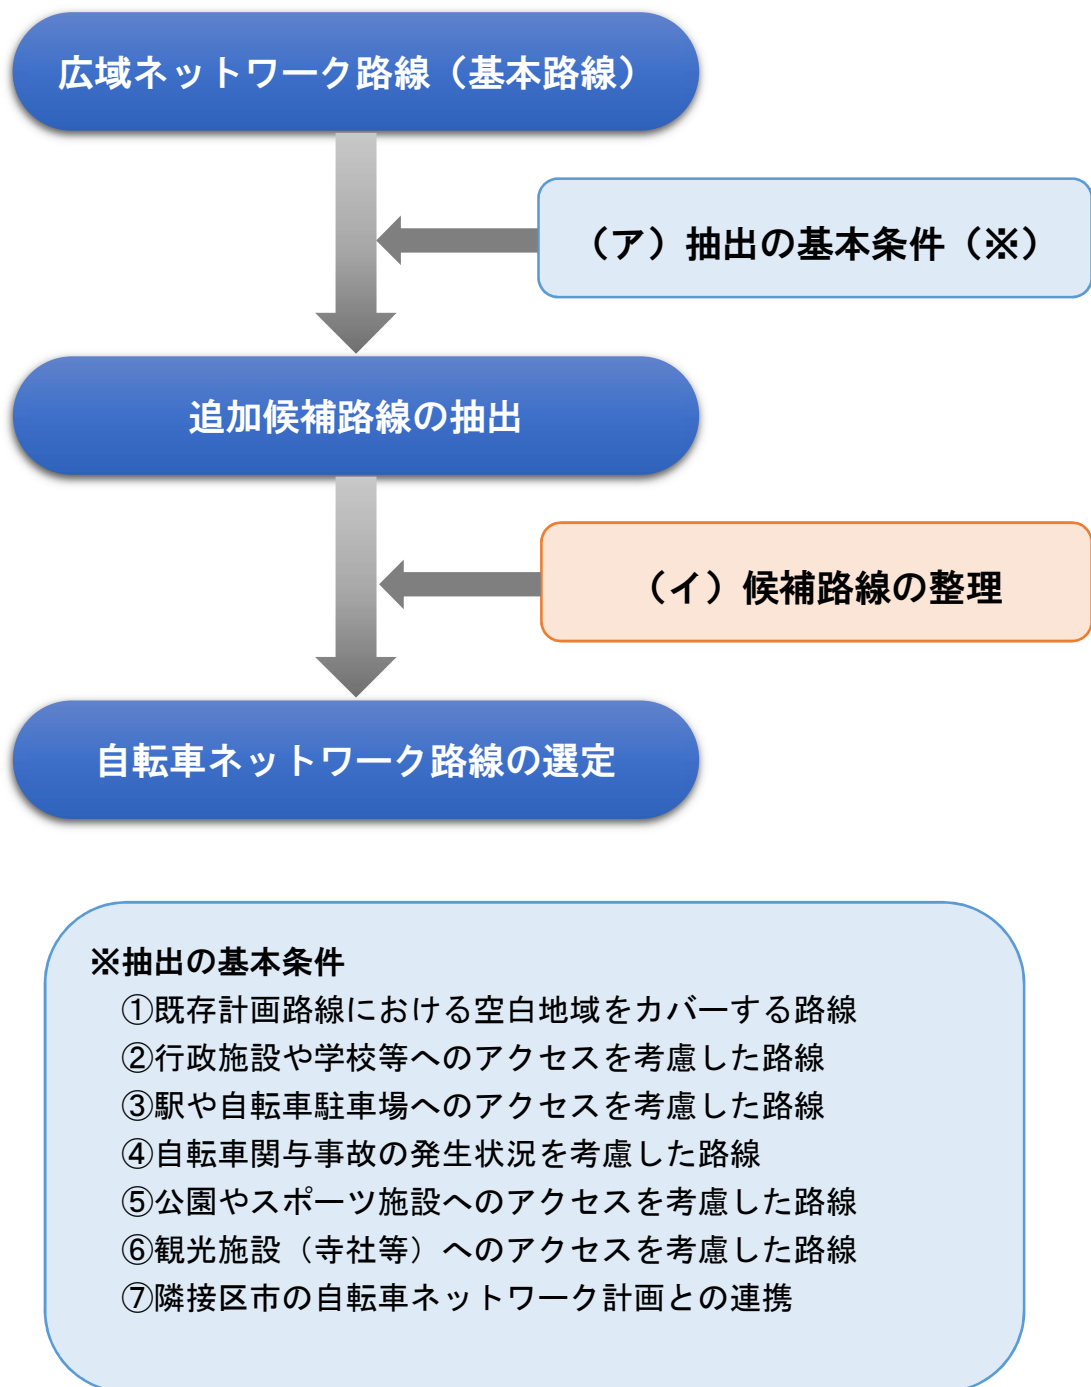 広域ネットワーク路線（基本路線）
（ア）抽出の基本条件（※）
追加候補路線の抽出
（イ）候補路線の整理
自転車ネットワーク路線の選定
※抽出の基本条件
①既存計画路線における空白地域をカバーする路線
②行政施設や学校等へのアクセスを考慮した路線
③駅や自転車駐車場へのアクセスを考慮した路線
④自転車関与事故の発生状況を考慮した路線
⑤公園やスポーツ施設へのアクセスを考慮した路線
⑥観光施設（寺社等）へのアクセスを考慮した路線
⑦隣接区市の自転車ネットワーク計画との連携